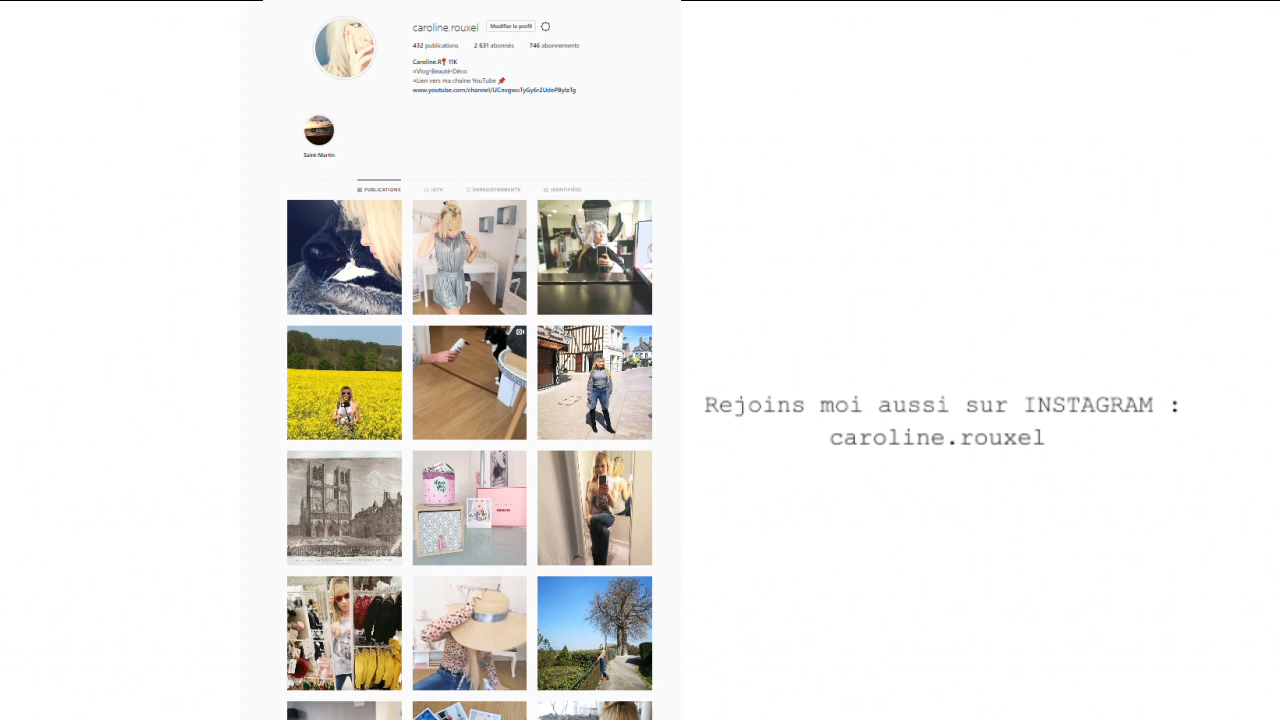 caroline.rouxel Modifier le profil
432 publications 2 631 abonnés 746 abonnements
Caroline.R 11K
Vlog-Beauté-Déco
Lien vers ma chaîne YouTube
Saint-Martin
PUBLICATIONS IGTV ENREGISTREMENTS IDENTIFIÉ(E)
Rejoins moi aussi sur INSTAGRAM :
caroline.rouxel